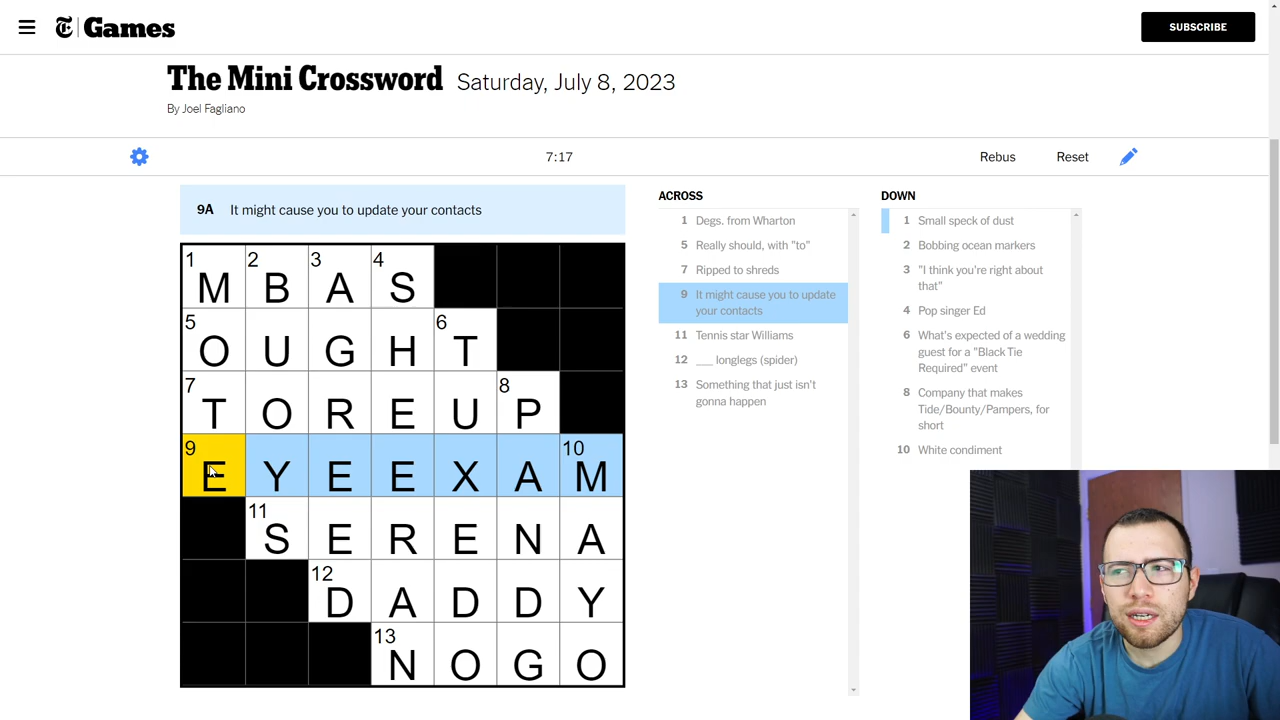 Games
SUBSCRIBE
The Mini Crossword Saturday, July 8, 2023
By Joel Fagliano
7:17
Rebus
Reset
9A It might cause you to update your contacts
1 M 2 B 3 A 4 S
5 O U G H 6 T
7 T O R E U 8 P
9 E Y E E X A 10 M
11 S E R E N A
12 D A D D Y
13 N O G O
ACROSS
1 Degs. from Wharton
5 Really should, with "to"
7 Ripped to shreds
9 It might cause you to update
your contacts
11 Tennis star Williams
12 ___ longlegs (spider)
13 Something that just isn't
gonna happen
DOWN
1 Small speck of dust
2 Bobbing ocean markers
3 "I think you're right about
that"
4 Pop singer Ed
6 What's expected of a wedding
guest for a "Black Tie
Required" event
8 Company that makes
Tide/Bounty/Pampers, for
short
10 White condiment